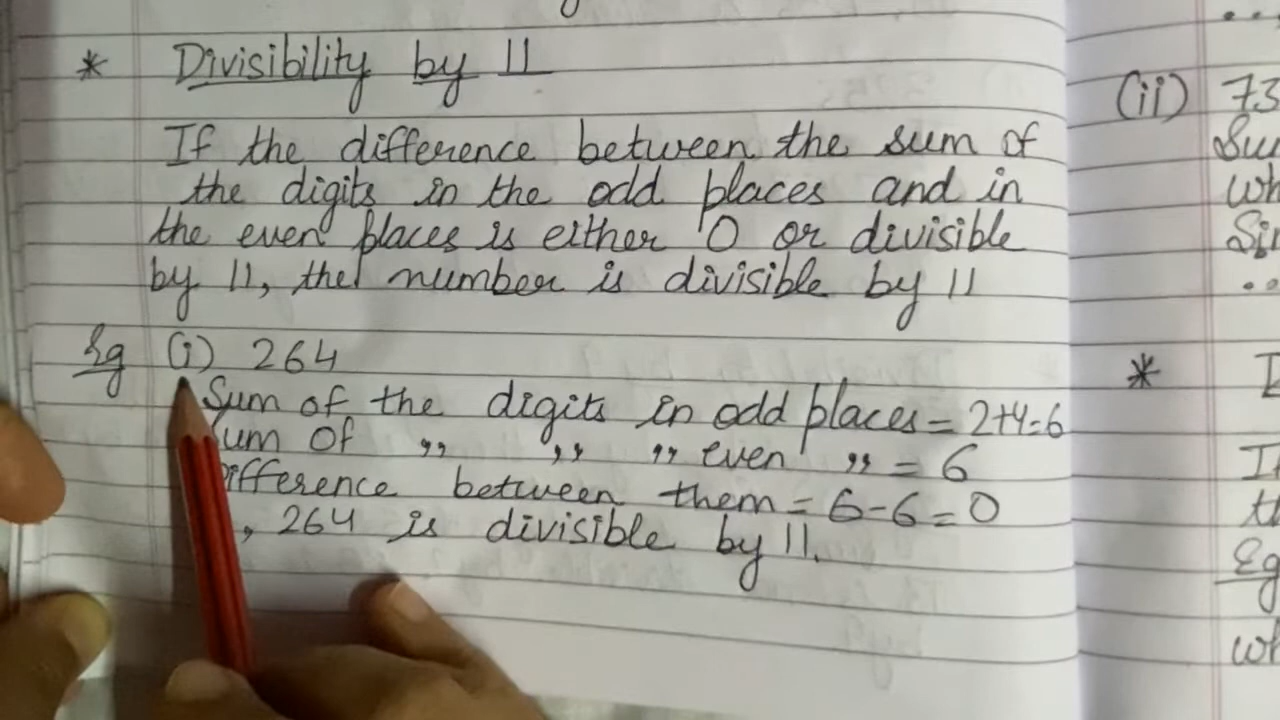 * Divisibility by 11
If the difference between the sum of
the digits in the odd places and in
the even places is either 0 or divisible
by 11, the number is divisible by 11
Eg (i) 264
Sum of the digits in odd places = 2+4=6
Sum of ,, ,, ,, even ,, = 6
Difference between them = 6-6=0
, 264 is divisible by 11.
(ii) 73
*
Eg